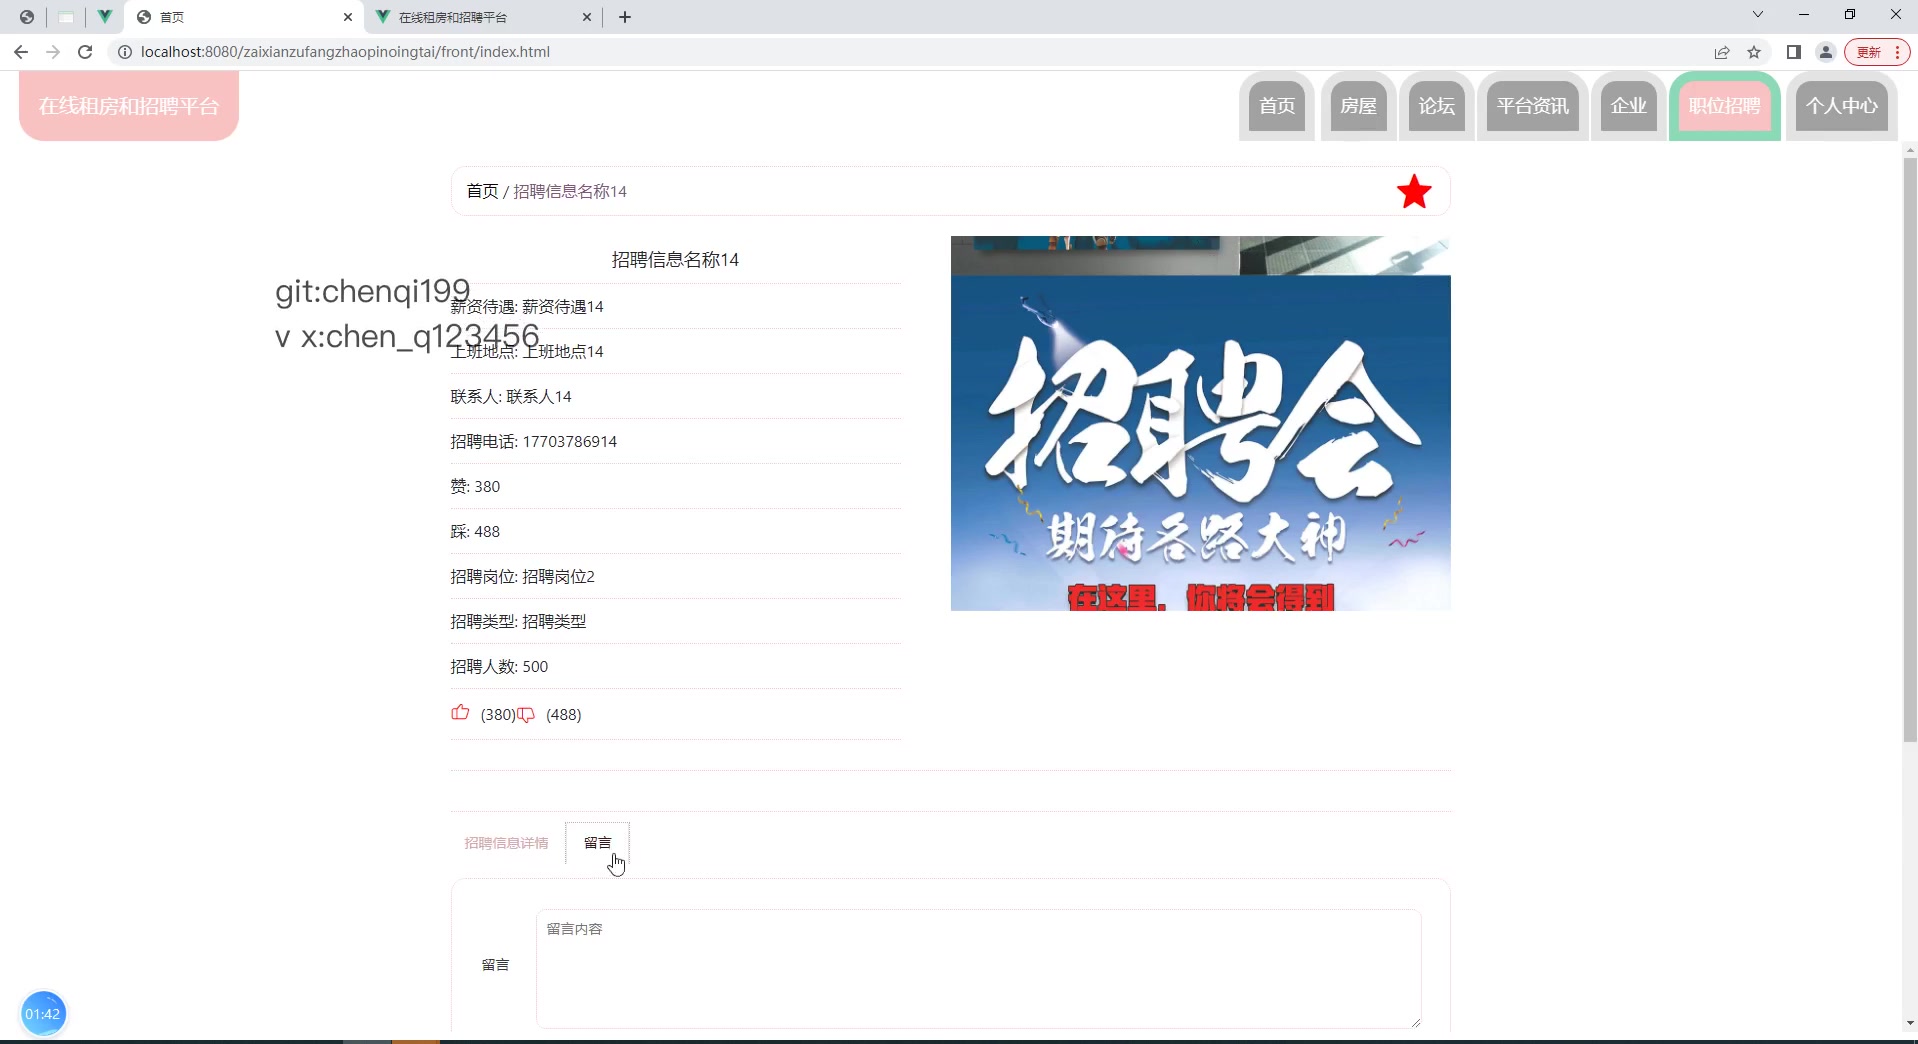 首页
在线租房和招聘平台
localhost:8080/zaixianzufangzhaopinoingtai/front/index.html
更新
在线租房和招聘平台
首页
房屋
论坛
平台资讯
企业
职位招聘
个人中心
首页 / 招聘信息名称14
招聘信息名称14
git:chenqi199
薪资待遇: 薪资待遇14
v x:chen_q123456
上班地点: 上班地点14
联系人: 联系人14
招聘电话: 17703786914
赞: 380
踩: 488
招聘岗位: 招聘岗位2
招聘类型: 招聘类型
招聘人数: 500
(380) (488)
招聘会
期待各路大神
在这里，你将会得到
招聘信息详情
留言
留言
留言内容
01:42